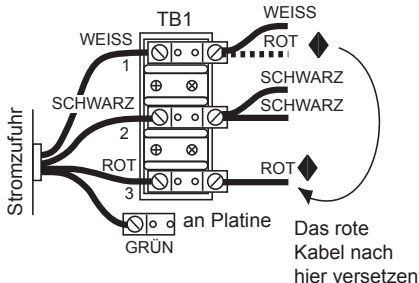 TB1
WEISS
WEISS
ROT
1
SCHWARZ
SCHWARZ
SCHWARZ
2
ROT
ROT
3
Stromzufuhr
an Platine
GRÜN
Das rote
Kabel nach
hier versetzen